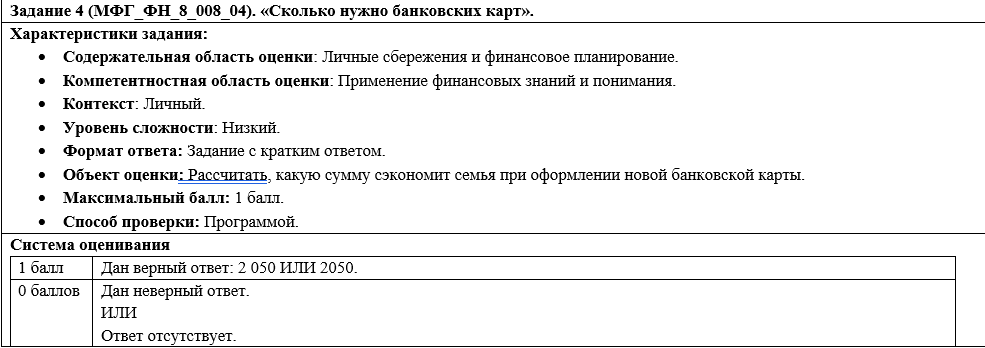 Задание 4 (МФГ_ФН_8_008_04). «Сколько нужно банковских карт».
Характеристики задания:
• Содержательная область оценки: Личные сбережения и финансовое планирование.
• Компетентностная область оценки: Применение финансовых знаний и понимания.
• Контекст: Личный.
• Уровень сложности: Низкий.
• Формат ответа: Задание с кратким ответом.
• Объект оценки: Рассчитать, какую сумму сэкономит семья при оформлении новой банковской карты.
• Максимальный балл: 1 балл.
• Способ проверки: Программой.
Система оценивания
1 балл Дан верный ответ: 2 050 ИЛИ 2050.
0 баллов Дан неверный ответ.
ИЛИ
Ответ отсутствует.